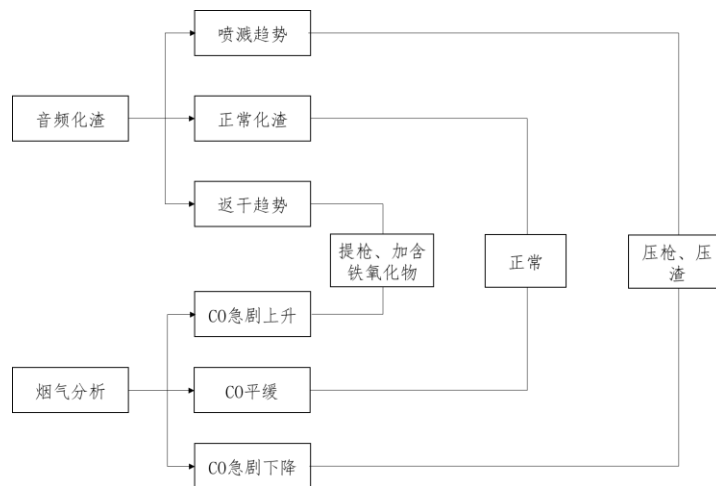 喷溅趋势
音频化渣
正常化渣
返干趋势
提枪、加含
铁氧化物
正常
压枪、压
渣
CO急剧上升
烟气分析
CO平缓
CO急剧下降